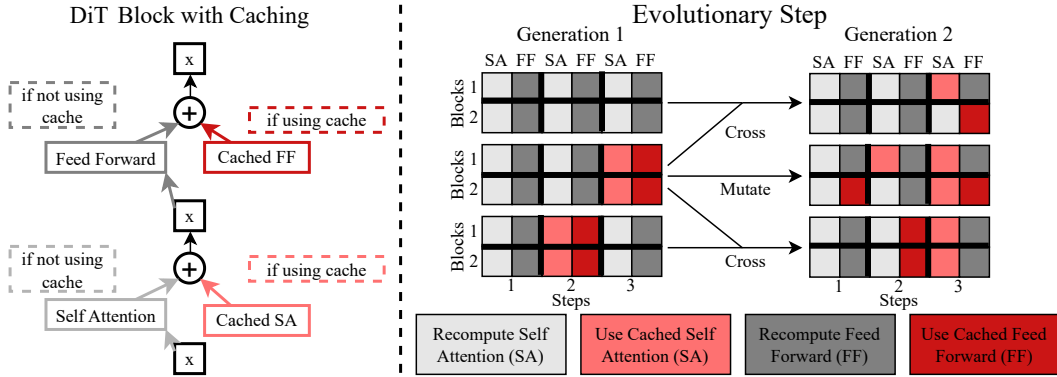 DiT Block with Caching
x
if not using
cache
+
if using cache
Feed Forward
Cached FF
x
if not using
cache
+
if using cache
Self Attention
Cached SA
x
Evolutionary Step
Generation 1
Generation 2
SA FF SA FF SA FF
SA FF SA FF SA FF
Blocks
1
2
Cross
Blocks
1
2
Mutate
Blocks
1
2
Cross
1 2 3
Steps
1 2 3
Steps
Recompute Self
Attention (SA)
Use Cached Self
Attention (SA)
Recompute Feed
Forward (FF)
Use Cached Feed
Forward (FF)